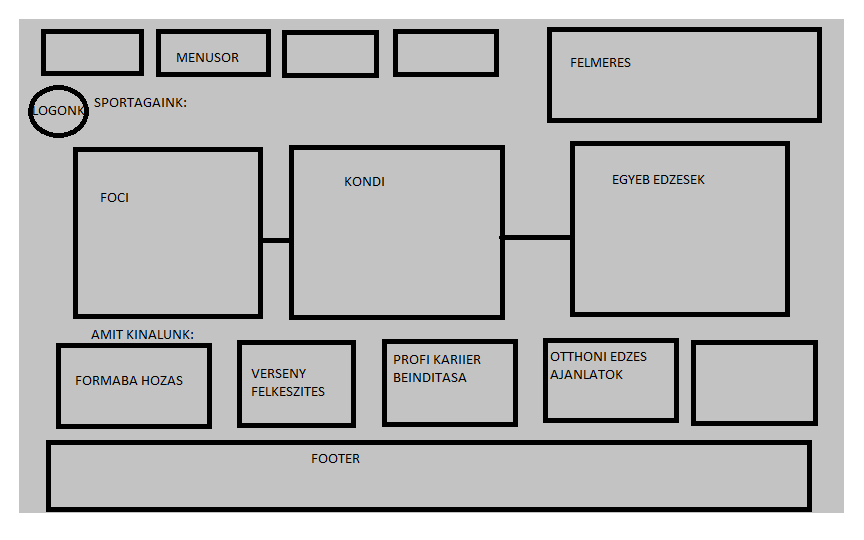 MENUSOR
FELMERES
LOGONK
SPORTAGAINK:
FOCI
KONDI
EGYEB EDZESEK
AMIT KINALUNK:
FORMABA HOZAS
VERSENY
FELKESZITES
PROFI KARIIER
BEINDITASA
OTTHONI EDZES
AJANLATOK
FOOTER